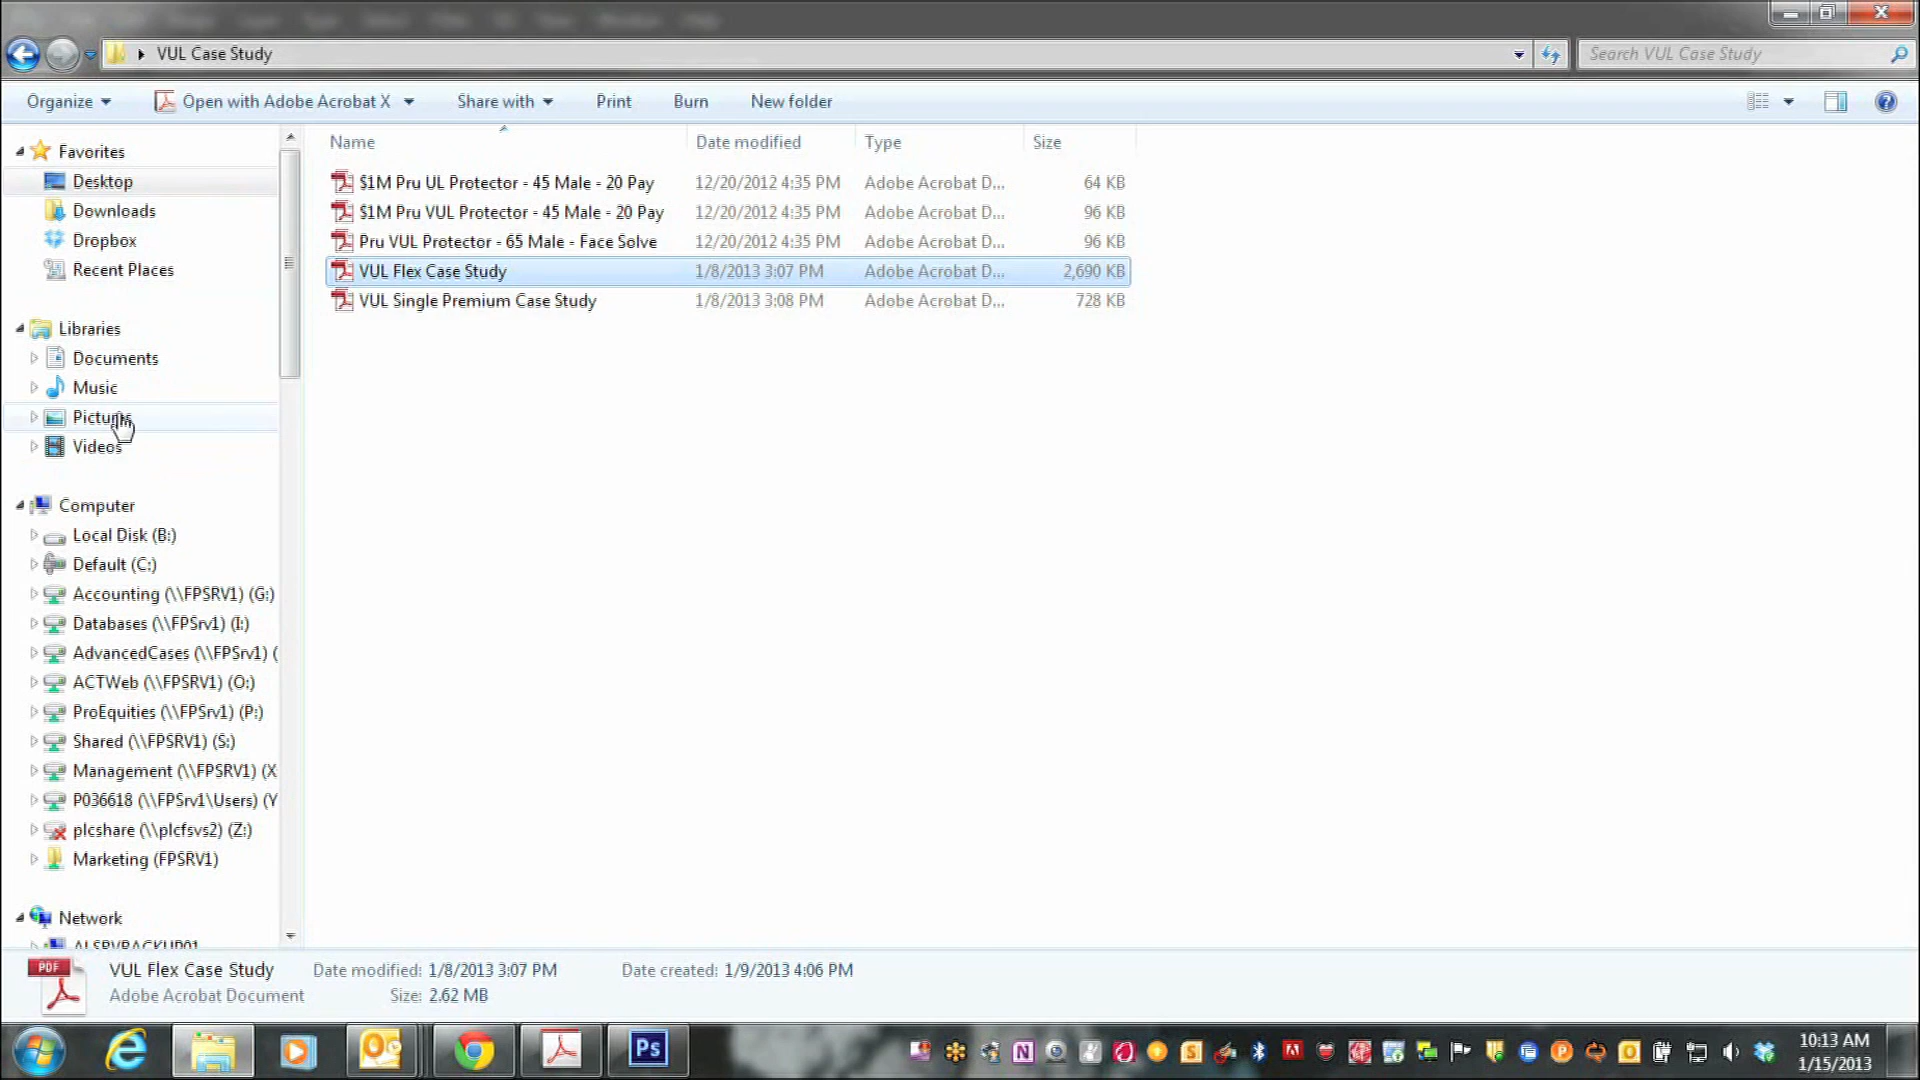 VUL Case Study
Search VUL Case Study
Organize
Open with Adobe Acrobat X
Share with
Print
Burn
New folder
Favorites
Desktop
Downloads
Dropbox
Recent Places
Libraries
Documents
Music
Videos
Computer
Local Disk (B:)
Default (C:)
Accounting (\\FPSRV1) (G:)
Databases (\\FPSrv1) (I:)
AdvancedCases (\\FPSrv1) (
ACTWeb (\\FPSRV1) (O:)
ProEquities (\\FPSrv1) (P:)
Shared (\\FPSRV1) (S:)
Management (\\FPSRV1) (X
P036618 (\\FPSrv1\Users) (Y
plcshare (\\plcfsvs2) (Z:)
Marketing (FPSRV1)
Network
Name Date modified Type Size
$1M Pru UL Protector - 45 Male - 20 Pay 12/20/2012 4:35 PM Adobe Acrobat D... 64 KB
$1M Pru VUL Protector - 45 Male - 20 Pay 12/20/2012 4:35 PM Adobe Acrobat D... 96 KB
Pru VUL Protector - 65 Male - Face Solve 12/20/2012 4:35 PM Adobe Acrobat D... 96 KB
VUL Flex Case Study 1/8/2013 3:07 PM Adobe Acrobat D... 2,690 KB
VUL Single Premium Case Study 1/8/2013 3:08 PM Adobe Acrobat D... 728 KB
PDF
VUL Flex Case Study Date modified: 1/8/2013 3:07 PM Date created: 1/9/2013 4:06 PM
Adobe Acrobat Document Size: 2.62 MB
Ps
10:13 AM
1/15/2013